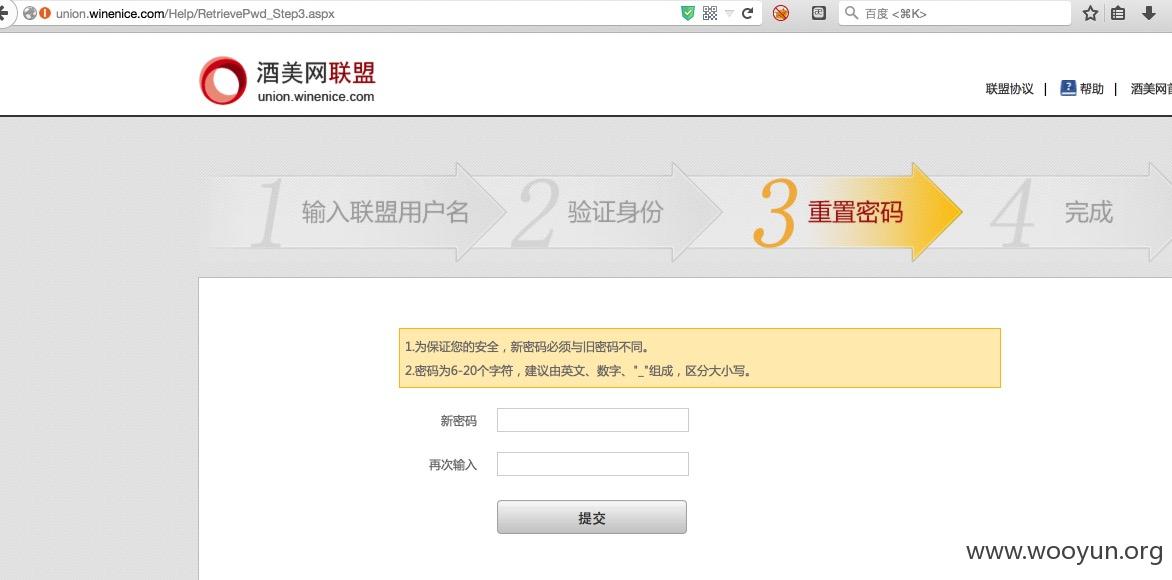 union.winenice.com/Help/RetrievePwd_Step3.aspx
百度 <⌘K>
酒美网联盟
union.winenice.com
联盟协议 | ? 帮助 | 酒美网
1 输入联盟用户名 2 验证身份 3 重置密码 4 完成
1.为保证您的安全，新密码必须与旧密码不同。
2.密码为6-20个字符，建议由英文、数字、"_"组成，区分大小写。
新密码
再次输入
提交
www.wooyun.org